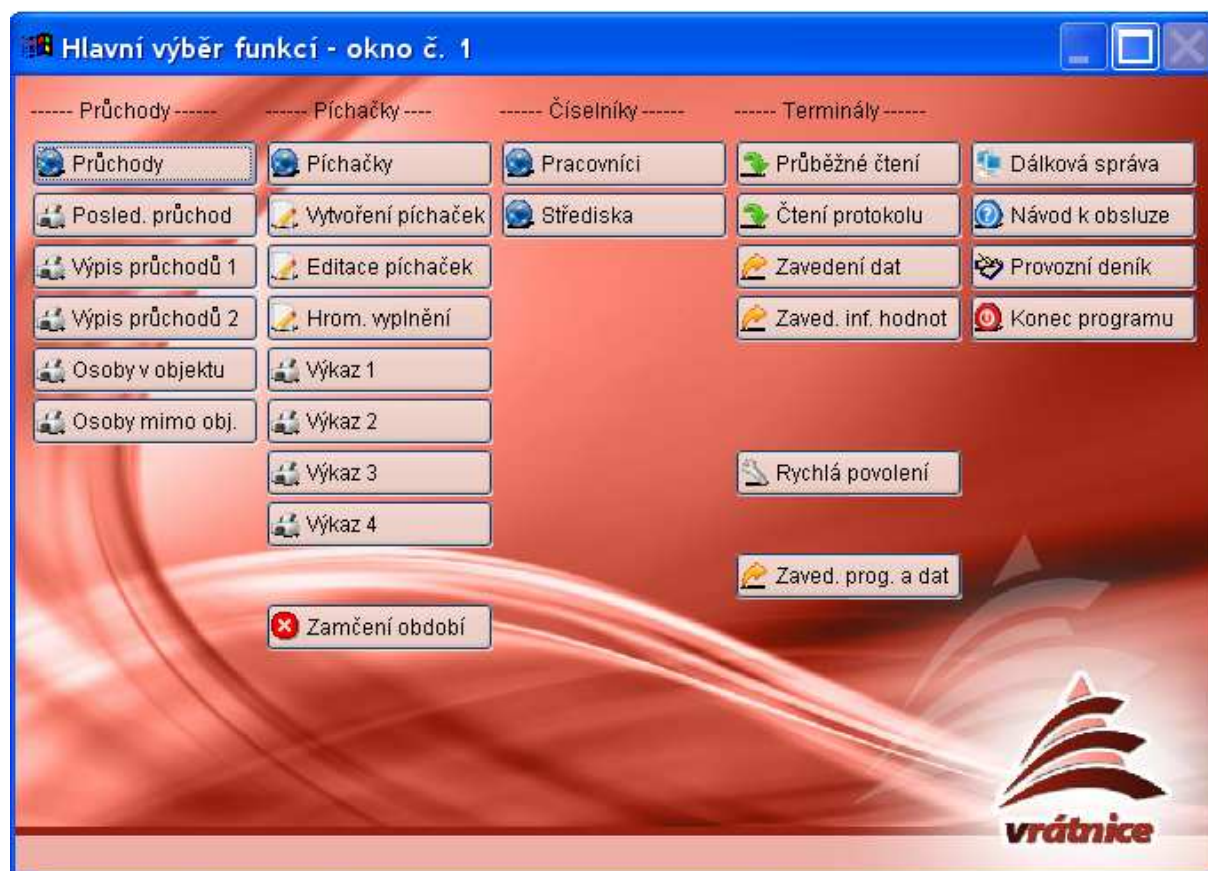 Hlavní výběr funkcí - okno č. 1
------ Průchody ------
------ Píchačky ----
------ Číselníky ------
------ Terminály ------
Průchody
Píchačky
Pracovníci
Průběžné čtení
Dálková správa
Posled. průchod
Vytvoření píchaček
Střediska
Čtení protokolu
Návod k obsluze
Výpis průchodů 1
Editace píchaček
Zavedení dat
Provozní deník
Výpis průchodů 2
Hrom. vyplnění
Zaved. inf. hodnot
Konec programu
Osoby v objektu
Výkaz 1
Osoby mimo obj.
Výkaz 2
Výkaz 3
Rychlá povolení
Výkaz 4
Zaved. prog. a dat
Zamčení období
vrátnice